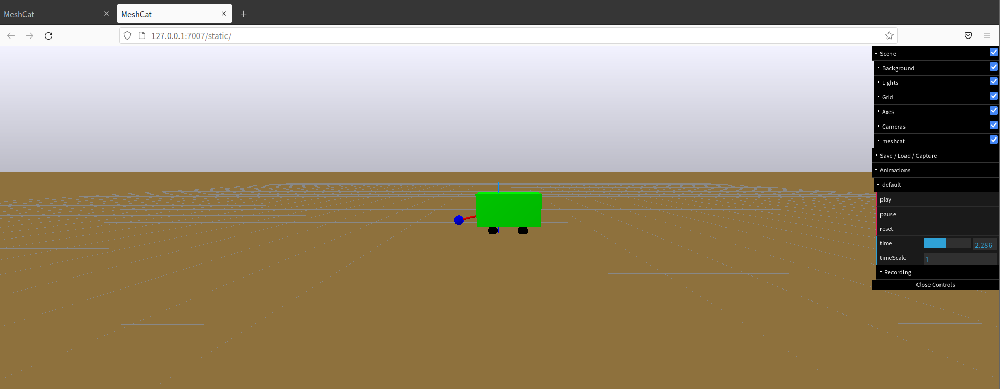 MeshCat MeshCat
127.0.0.1:7007/static/
Scene
Background
Lights
Grid
Axes
Cameras
meshcat
Save / Load / Capture
Animations
default
play
pause
reset
time 2.286
timeScale 1
Recording
Close Controls